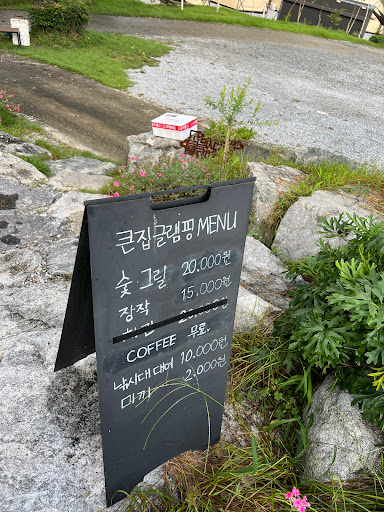 큰집글램핑 MENU
숯·그릴 20.000원
장작 15.000원
COFFEE 무료.
낚시대 대여 10.000원
미끼 2.000원